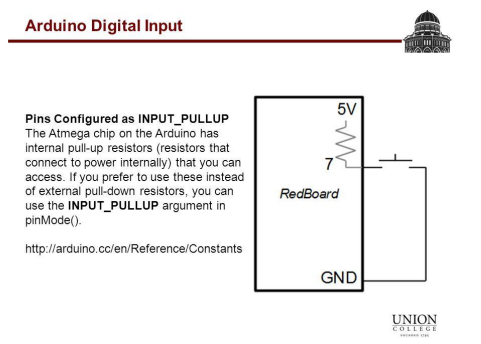 Arduino Digital Input
Pins Configured as INPUT_PULLUP
The Atmega chip on the Arduino has
internal pull-up resistors (resistors that
connect to power internally) that you can
access. If you prefer to use these instead
of external pull-down resistors, you can
use the INPUT_PULLUP argument in
pinMode().
http://arduino.cc/en/Reference/Constants
5V
7
RedBoard
GND
UNION
COLLEGE